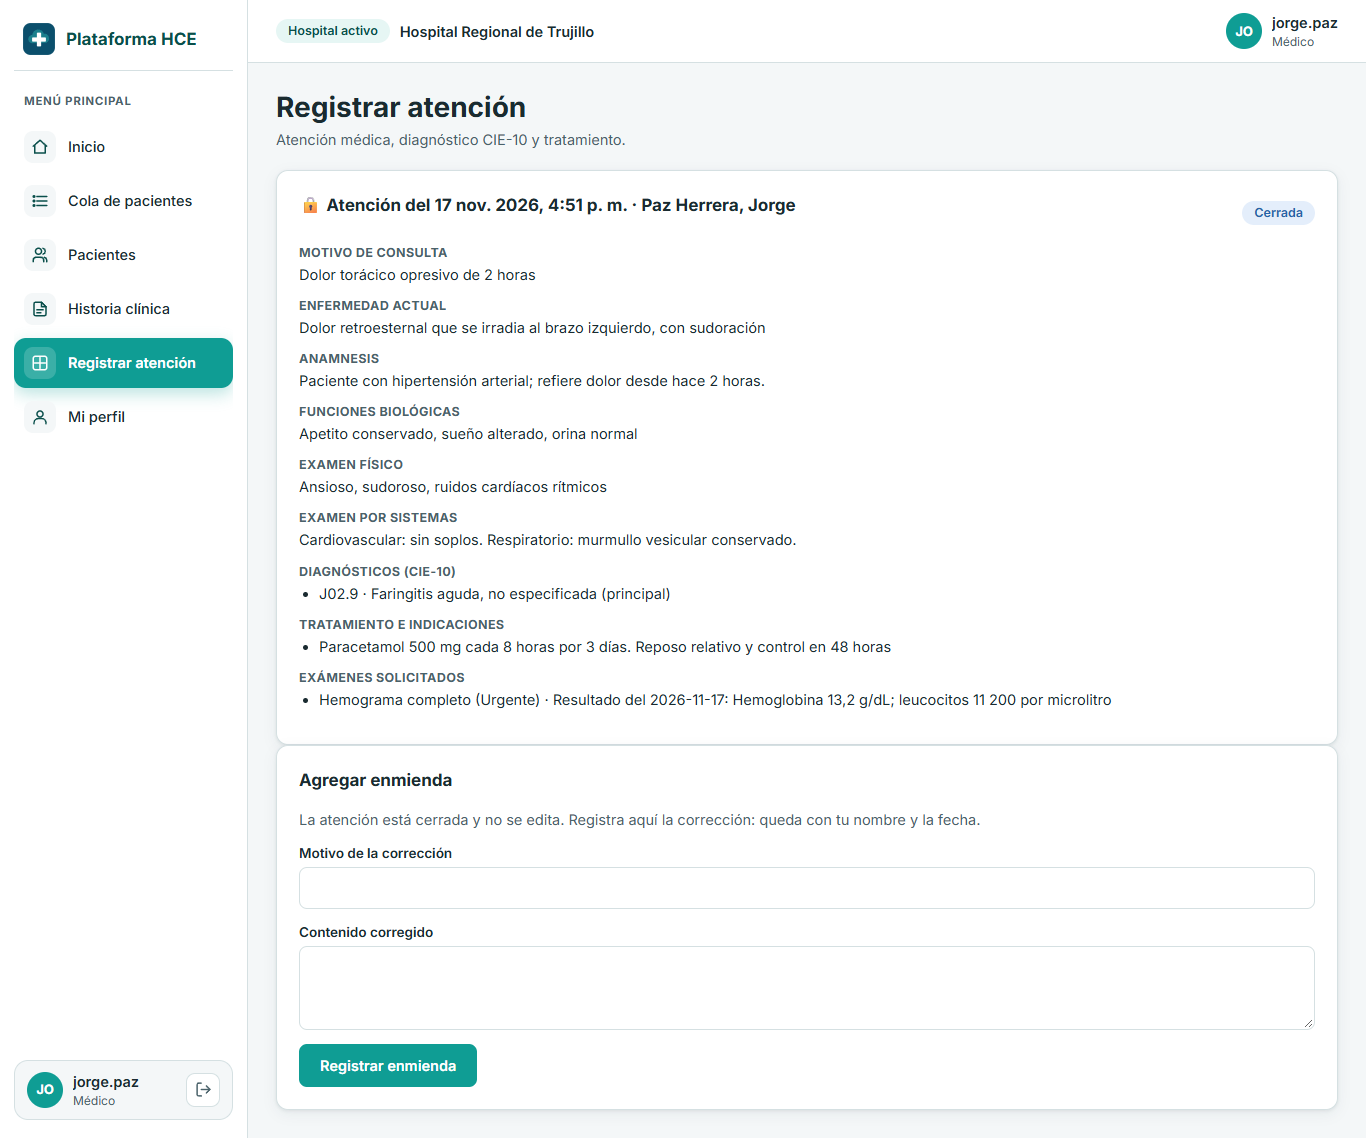 Plataforma HCE
MENÚ PRINCIPAL
Inicio
Cola de pacientes
Pacientes
Historia clínica
Registrar atención
Mi perfil
JO
jorge.paz
Médico
Hospital activo
Hospital Regional de Trujillo
JO
jorge.paz
Médico
Registrar atención
Atención médica, diagnóstico CIE-10 y tratamiento.
Atención del 17 nov. 2026, 4:51 p. m. · Paz Herrera, Jorge
Cerrada
MOTIVO DE CONSULTA
Dolor torácico opresivo de 2 horas
ENFERMEDAD ACTUAL
Dolor retroesternal que se irradia al brazo izquierdo, con sudoración
ANAMNESIS
Paciente con hipertensión arterial; refiere dolor desde hace 2 horas.
FUNCIONES BIOLÓGICAS
Apetito conservado, sueño alterado, orina normal
EXAMEN FÍSICO
Ansioso, sudoroso, ruidos cardíacos rítmicos
EXAMEN POR SISTEMAS
Cardiovascular: sin soplos. Respiratorio: murmullo vesicular conservado.
DIAGNÓSTICOS (CIE-10)
• J02.9 · Faringitis aguda, no especificada (principal)
TRATAMIENTO E INDICACIONES
• Paracetamol 500 mg cada 8 horas por 3 días. Reposo relativo y control en 48 horas
EXÁMENES SOLICITADOS
• Hemograma completo (Urgente) · Resultado del 2026-11-17: Hemoglobina 13,2 g/dL; leucocitos 11 200 por microlitro
Agregar enmienda
La atención está cerrada y no se edita. Registra aquí la corrección: queda con tu nombre y la fecha.
Motivo de la corrección
Contenido corregido
Registrar enmienda